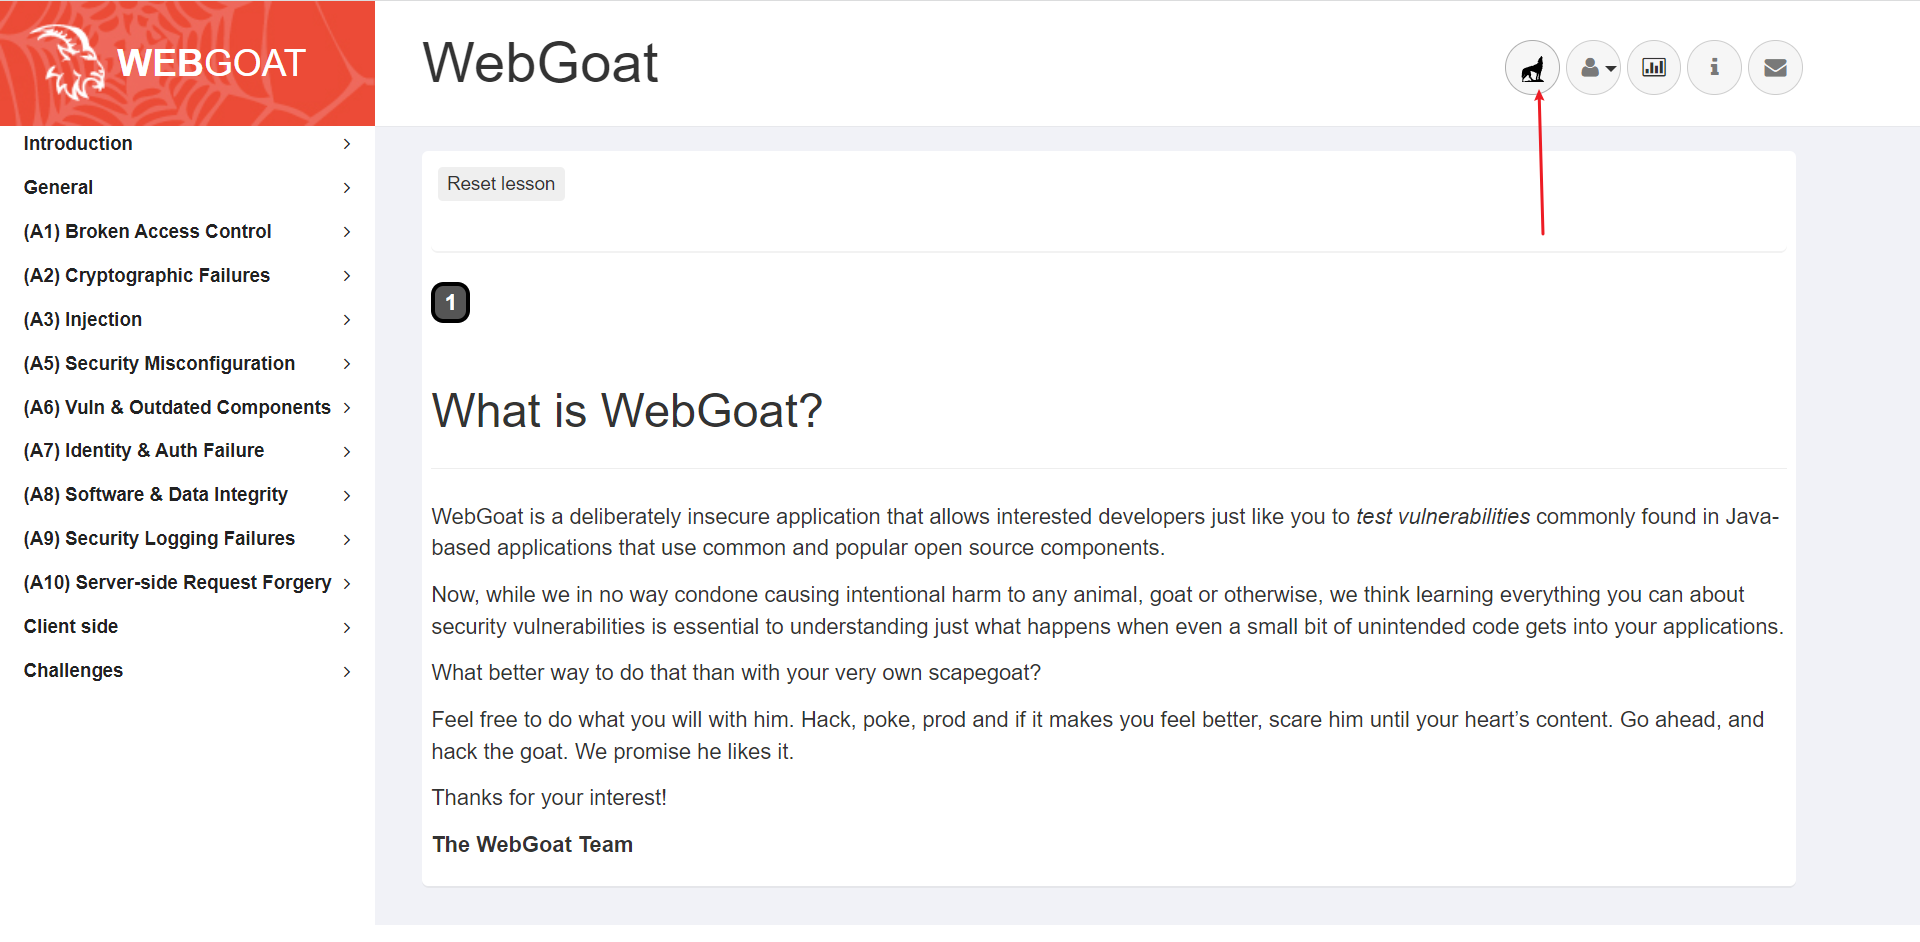 WEBGOAT
WebGoat
Introduction
General
(A1) Broken Access Control
(A2) Cryptographic Failures
(A3) Injection
(A5) Security Misconfiguration
(A6) Vuln & Outdated Components
(A7) Identity & Auth Failure
(A8) Software & Data Integrity
(A9) Security Logging Failures
(A10) Server-side Request Forgery
Client side
Challenges
Reset lesson
1
What is WebGoat?
WebGoat is a deliberately insecure application that allows interested developers just like you to test vulnerabilities commonly found in Java-
based applications that use common and popular open source components.
Now, while we in no way condone causing intentional harm to any animal, goat or otherwise, we think learning everything you can about
security vulnerabilities is essential to understanding just what happens when even a small bit of unintended code gets into your applications.
What better way to do that than with your very own scapegoat?
Feel free to do what you will with him. Hack, poke, prod and if it makes you feel better, scare him until your heart’s content. Go ahead, and
hack the goat. We promise he likes it.
Thanks for your interest!
The WebGoat Team